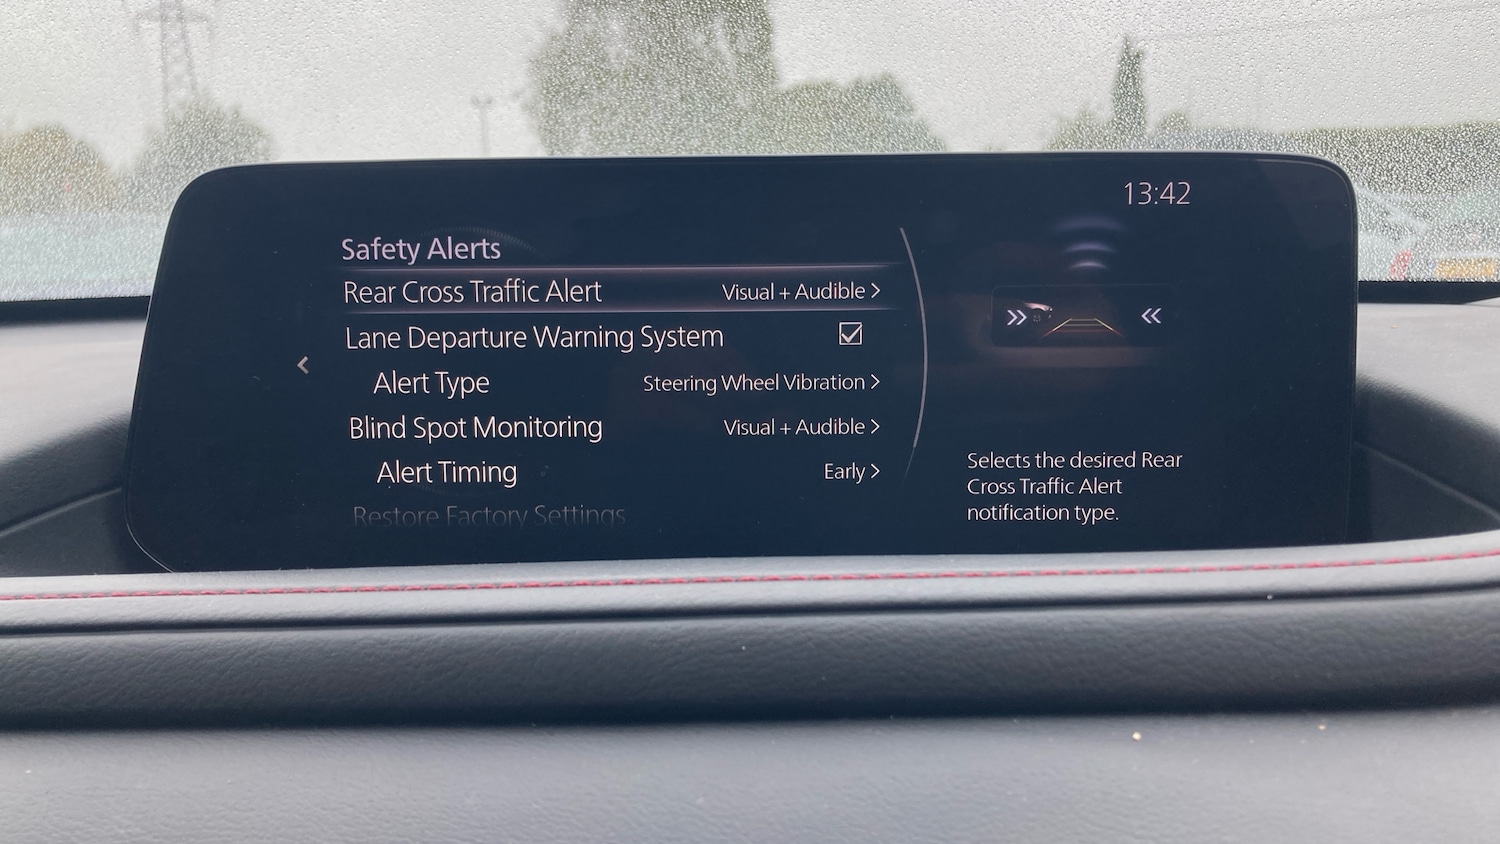 13:42
Safety Alerts
Rear Cross Traffic Alert Visual + Audible >
Lane Departure Warning System
Alert Type Steering Wheel Vibration >
Blind Spot Monitoring Visual + Audible >
Alert Timing Early >
Restore Factory Settings
Selects the desired Rear
Cross Traffic Alert
notification type.